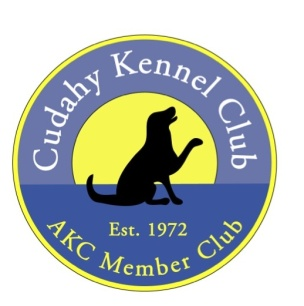 Cudahy Kennel Club
Est. 1972
AKC Member Club